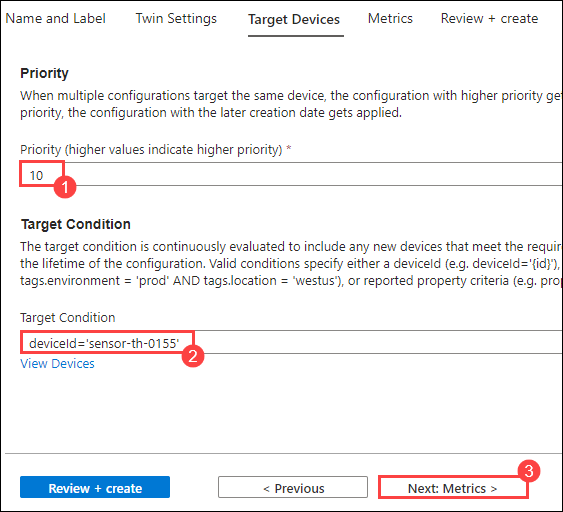 Name and Label Twin Settings Target Devices Metrics Review + create
Priority
When multiple configurations target the same device, the configuration with higher priority ge
priority, the configuration with the later creation date gets applied.
Priority (higher values indicate higher priority) *
10
1
Target Condition
The target condition is continuously evaluated to include any new devices that meet the require
the lifetime of the configuration. Valid conditions specify either a deviceId (e.g. deviceId='{id}'),
tags.environment = 'prod' AND tags.location = 'westus'), or reported property criteria (e.g. prop
Target Condition
deviceId='sensor-th-0155'
2
View Devices
3
Review + create < Previous Next: Metrics >